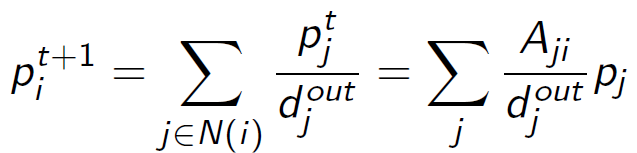 p_i^{t+1} = \sum_{j \in N(i)} \frac{p_j^t}{d_j^{out}} = \sum_j \frac{A_{ji}}{d_j^{out}} p_j